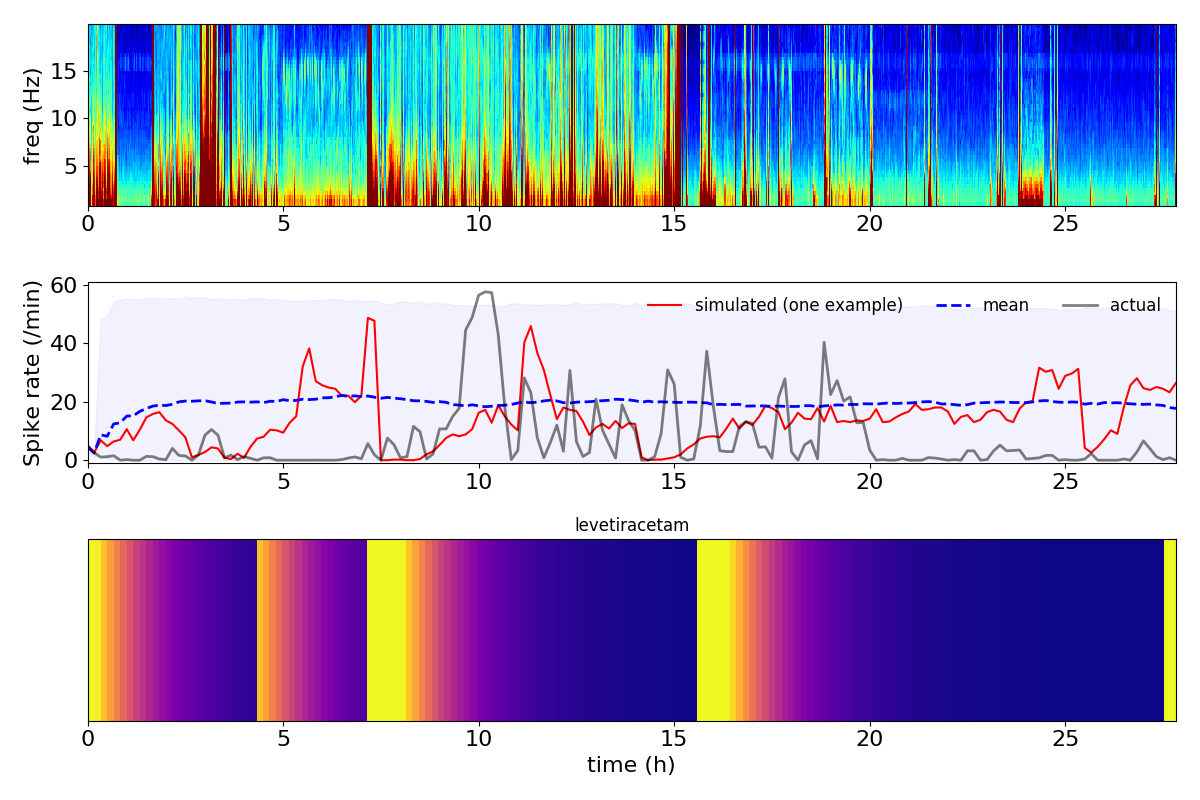 freq (Hz)
15
10
5
0 5 10 15 20 25
Spike rate (/min)
60
40
20
0
simulated (one example) mean actual
0 5 10 15 20 25
levetiracetam
0 5 10 15 20 25
time (h)